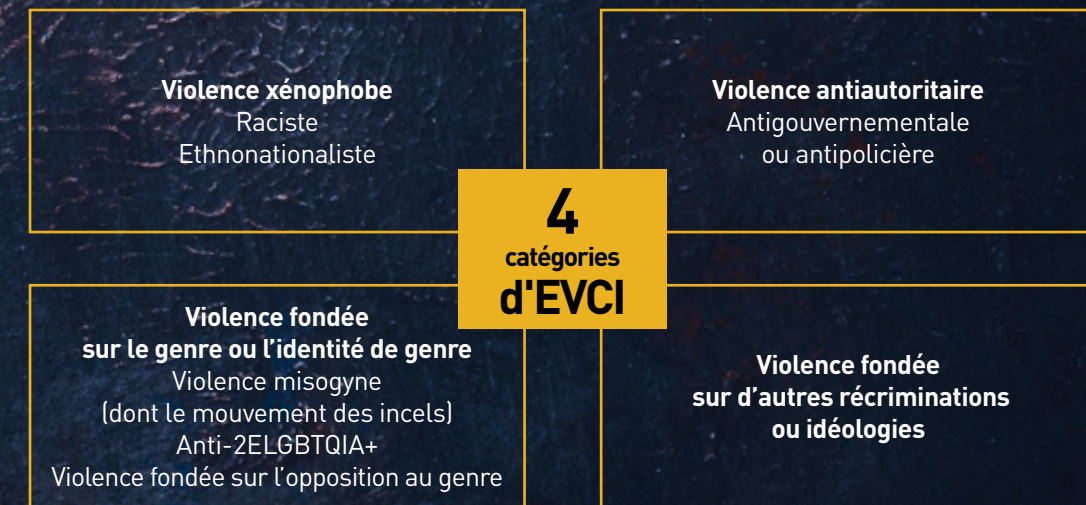 Violence xénophobe
Raciste
Ethnonationaliste
Violence antiautoritaire
Antigouvernementale
ou antipolicière
4
catégories
d'EVCI
Violence fondée
sur le genre ou l’identité de genre
Violence misogyne
(dont le mouvement des incels)
Anti-2ELGBTQIA+
Violence fondée sur l’opposition au genre
Violence fondée
sur d’autres récriminations
ou idéologies